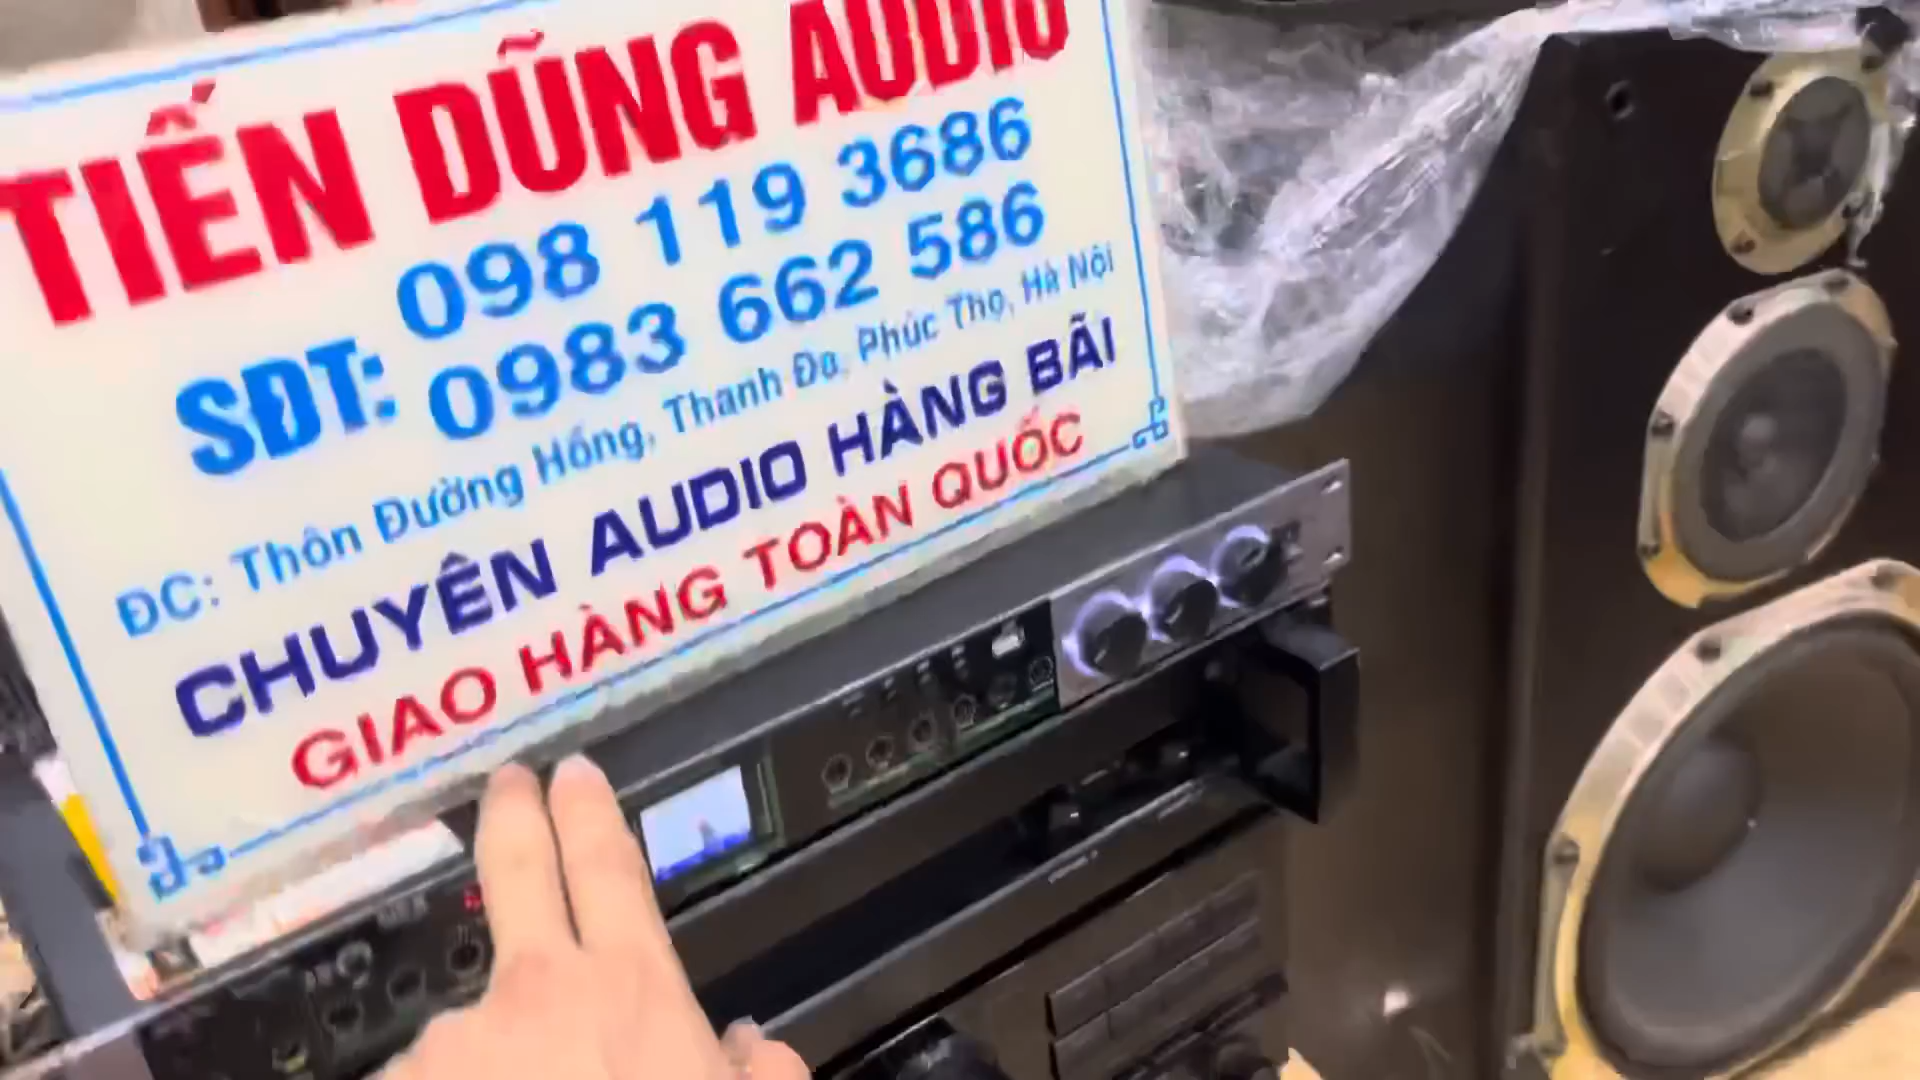 TIẾN DŨNG AUDIO
SĐT: 098 119 3686
0983 662 586
ĐC: Thôn Đường Hồng, Thanh Đa, Phúc Thọ, Hà Nội
CHUYÊN AUDIO HÀNG BÃI
GIAO HÀNG TOÀN QUỐC